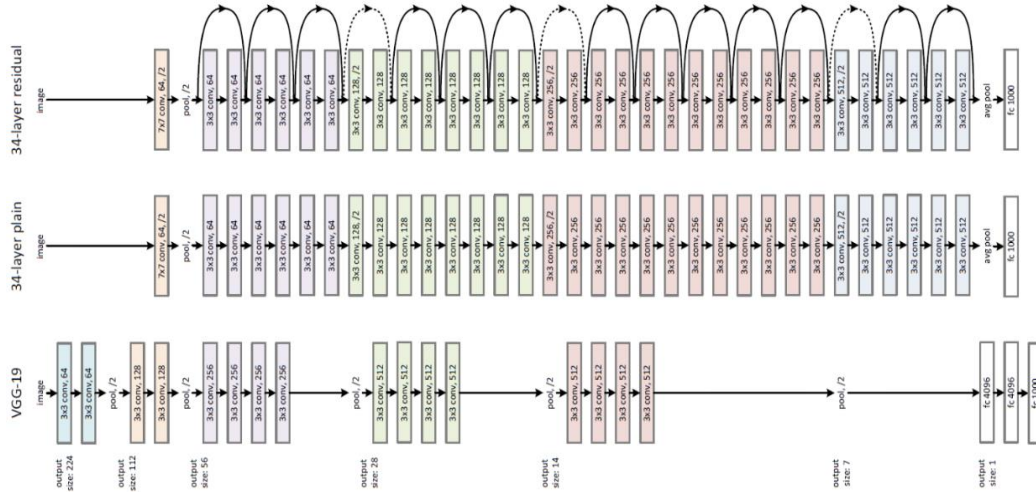 output
size: 224
output
size: 112
output
size: 56
output
size: 28
output
size: 14
output
size: 7
output
size: 1
VGG-19
image
3x3 conv, 64
3x3 conv, 64
pool, /2
3x3 conv, 128
3x3 conv, 128
pool, /2
3x3 conv, 256
3x3 conv, 256
3x3 conv, 256
3x3 conv, 256
pool, /2
3x3 conv, 512
3x3 conv, 512
3x3 conv, 512
3x3 conv, 512
pool, /2
3x3 conv, 512
3x3 conv, 512
3x3 conv, 512
3x3 conv, 512
pool, /2
fc 4096
fc 4096
fc 1000
34-layer plain
image
7x7 conv, 64, /2
pool, /2
3x3 conv, 64
3x3 conv, 64
3x3 conv, 64
3x3 conv, 64
3x3 conv, 64
3x3 conv, 64
3x3 conv, 128, /2
3x3 conv, 128
3x3 conv, 128
3x3 conv, 128
3x3 conv, 128
3x3 conv, 128
3x3 conv, 128
3x3 conv, 128
3x3 conv, 256, /2
3x3 conv, 256
3x3 conv, 256
3x3 conv, 256
3x3 conv, 256
3x3 conv, 256
3x3 conv, 256
3x3 conv, 256
3x3 conv, 256
3x3 conv, 256
3x3 conv, 256
3x3 conv, 256
3x3 conv, 512, /2
3x3 conv, 512
3x3 conv, 512
3x3 conv, 512
3x3 conv, 512
3x3 conv, 512
avg pool
fc 1000
34-layer residual
image
7x7 conv, 64, /2
pool, /2
3x3 conv, 64
3x3 conv, 64
3x3 conv, 64
3x3 conv, 64
3x3 conv, 64
3x3 conv, 64
3x3 conv, 128, /2
3x3 conv, 128
3x3 conv, 128
3x3 conv, 128
3x3 conv, 128
3x3 conv, 128
3x3 conv, 128
3x3 conv, 128
3x3 conv, 256, /2
3x3 conv, 256
3x3 conv, 256
3x3 conv, 256
3x3 conv, 256
3x3 conv, 256
3x3 conv, 256
3x3 conv, 256
3x3 conv, 256
3x3 conv, 256
3x3 conv, 256
3x3 conv, 256
3x3 conv, 512, /2
3x3 conv, 512
3x3 conv, 512
3x3 conv, 512
3x3 conv, 512
3x3 conv, 512
avg pool
fc 1000